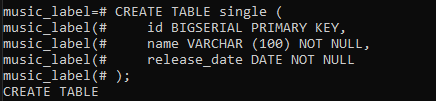 music_label=# CREATE TABLE single (
music_label(#     id BIGSERIAL PRIMARY KEY,
music_label(#     name VARCHAR (100) NOT NULL,
music_label(#     release_date DATE NOT NULL
music_label(# );
CREATE TABLE